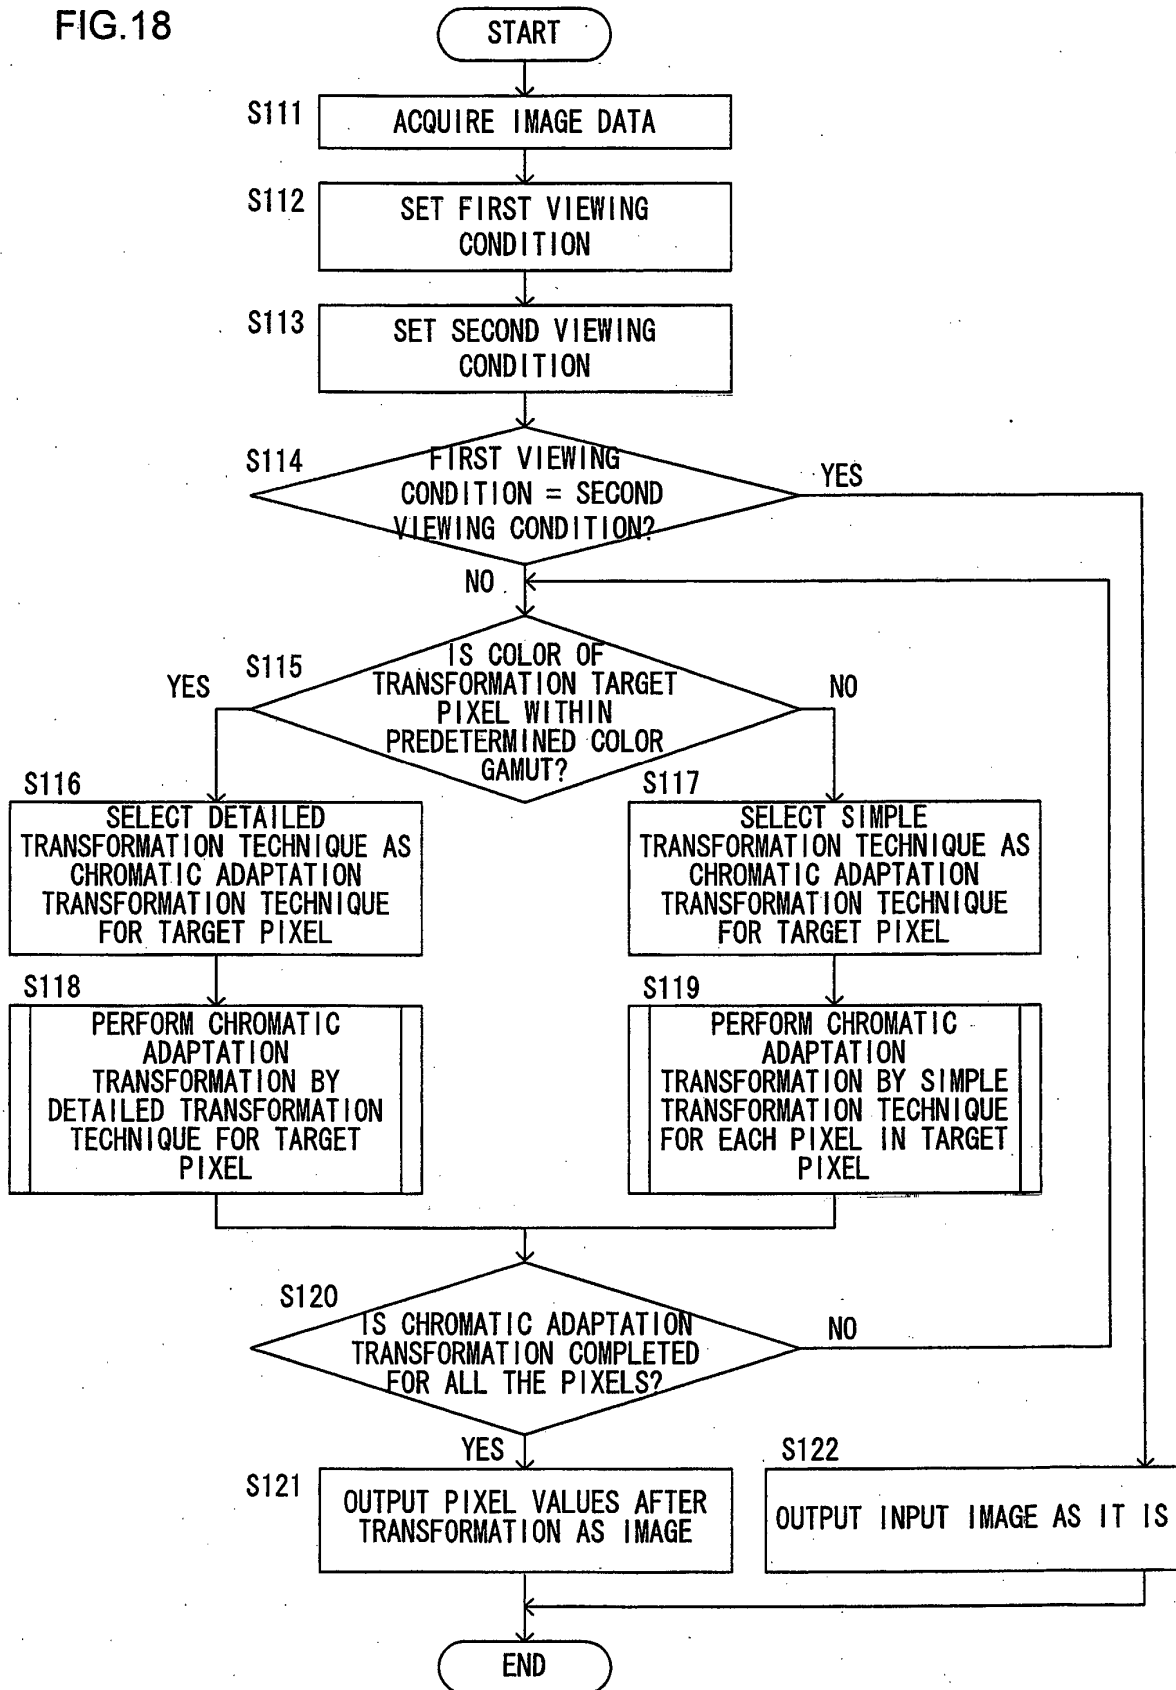 FIG.18
START
S111
ACQUIRE IMAGE DATA
S112
SET FIRST VIEWING
CONDITION
S113
SET SECOND VIEWING
CONDITION
S114
FIRST VIEWING
CONDITION = SECOND
VIEWING CONDITION?
YES
NO
S115
IS COLOR OF
TRANSFORMATION TARGET
PIXEL WITHIN
PREDETERMINED COLOR
GAMUT?
YES
NO
S116
SELECT DETAILED
TRANSFORMATION TECHNIQUE AS
CHROMATIC ADAPTATION
TRANSFORMATION TECHNIQUE
FOR TARGET PIXEL
S117
SELECT SIMPLE
TRANSFORMATION TECHNIQUE AS
CHROMATIC ADAPTATION
TRANSFORMATION TECHNIQUE
FOR TARGET PIXEL
S118
PERFORM CHROMATIC
ADAPTATION
TRANSFORMATION BY
DETAILED TRANSFORMATION
TECHNIQUE FOR TARGET
PIXEL
S119
PERFORM CHROMATIC
ADAPTATION
TRANSFORMATION BY SIMPLE
TRANSFORMATION TECHNIQUE
FOR EACH PIXEL IN TARGET
PIXEL
S120
IS CHROMATIC ADAPTATION
TRANSFORMATION COMPLETED
FOR ALL THE PIXELS?
NO
YES
S121
OUTPUT PIXEL VALUES AFTER
TRANSFORMATION AS IMAGE
S122
OUTPUT INPUT IMAGE AS IT IS
END